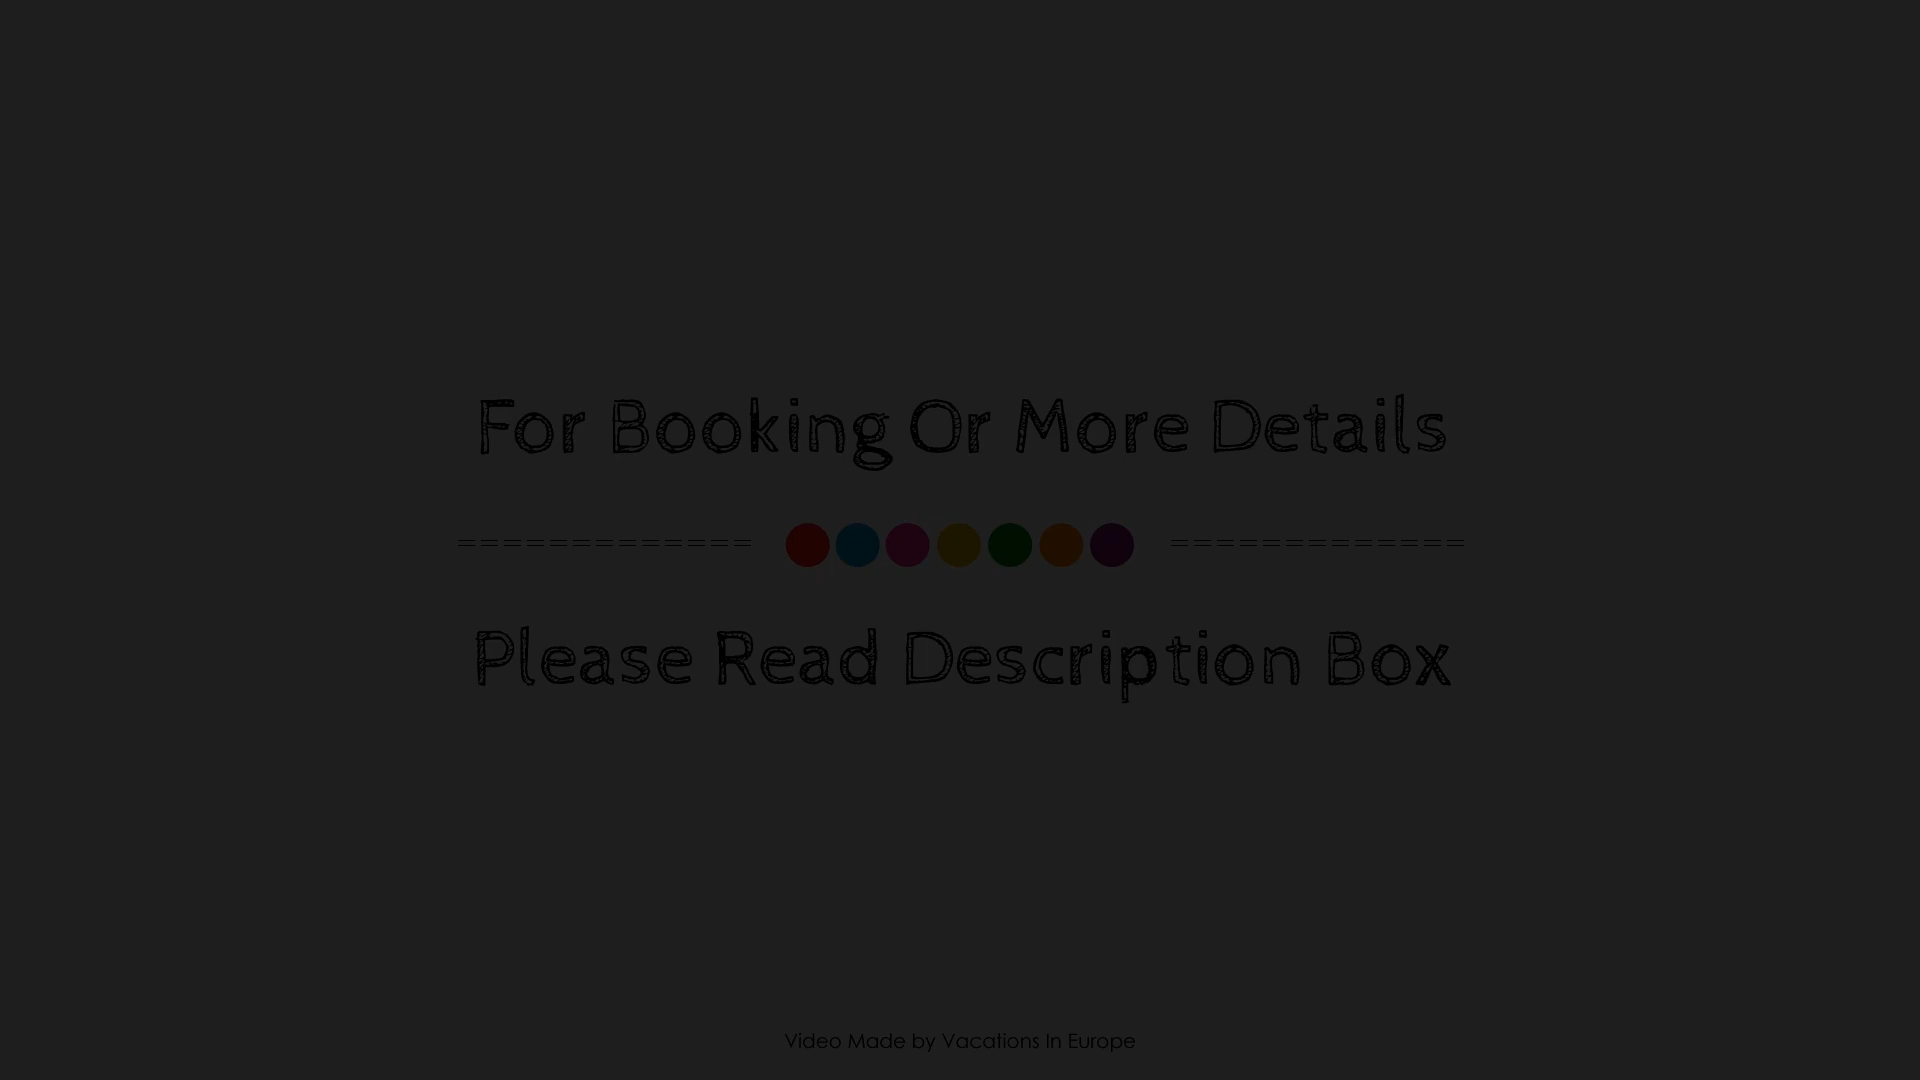 For Booking Or More Details
============= =============
Please Read Description Box
Video Made by Vacations In Europe